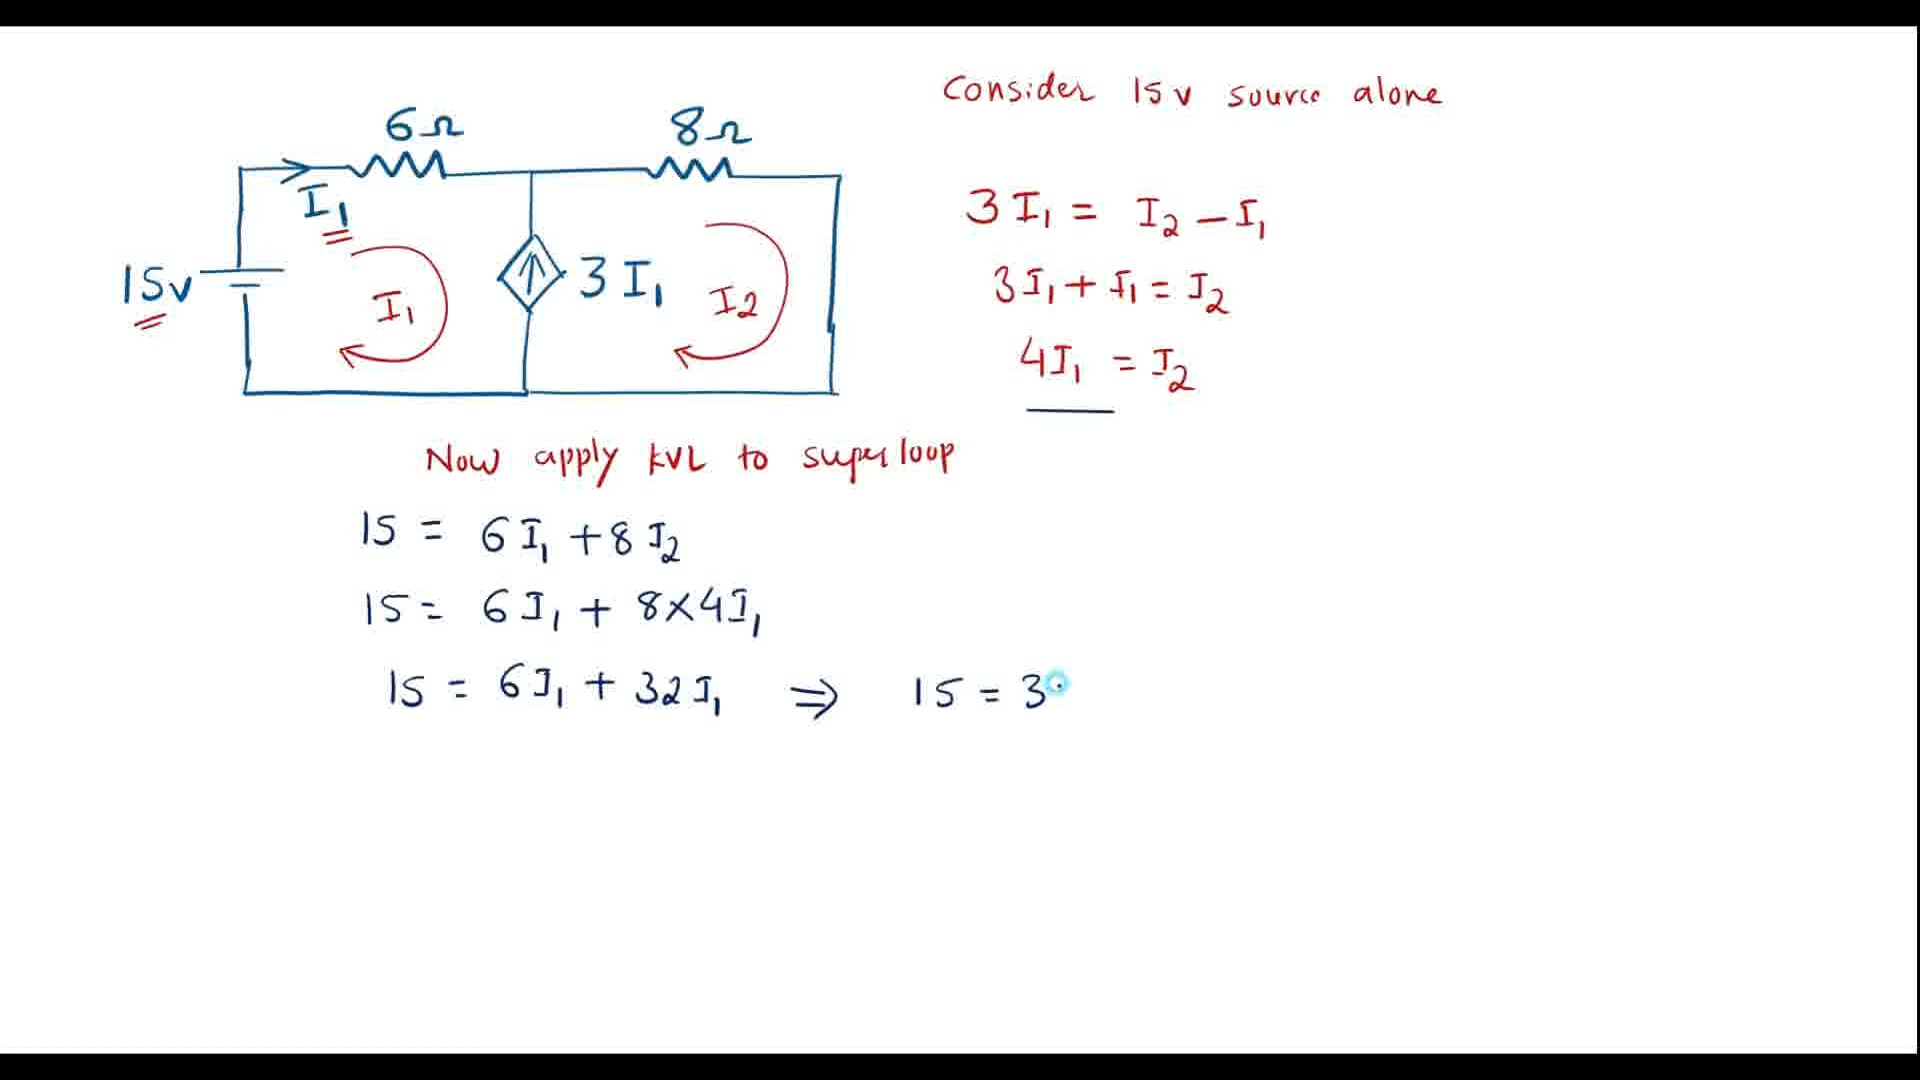 Consider 15v source alone
6Ω 8Ω
I₁
15v
I₁
3I₁
I₂
3I₁ = I₂ - I₁
3I₁ + I₁ = I₂
4I₁ = I₂
Now apply KVL to superloop
15 = 6I₁ + 8I₂
15 = 6I₁ + 8×4I₁
15 = 6I₁ + 32I₁ ⇒ 15 = 3